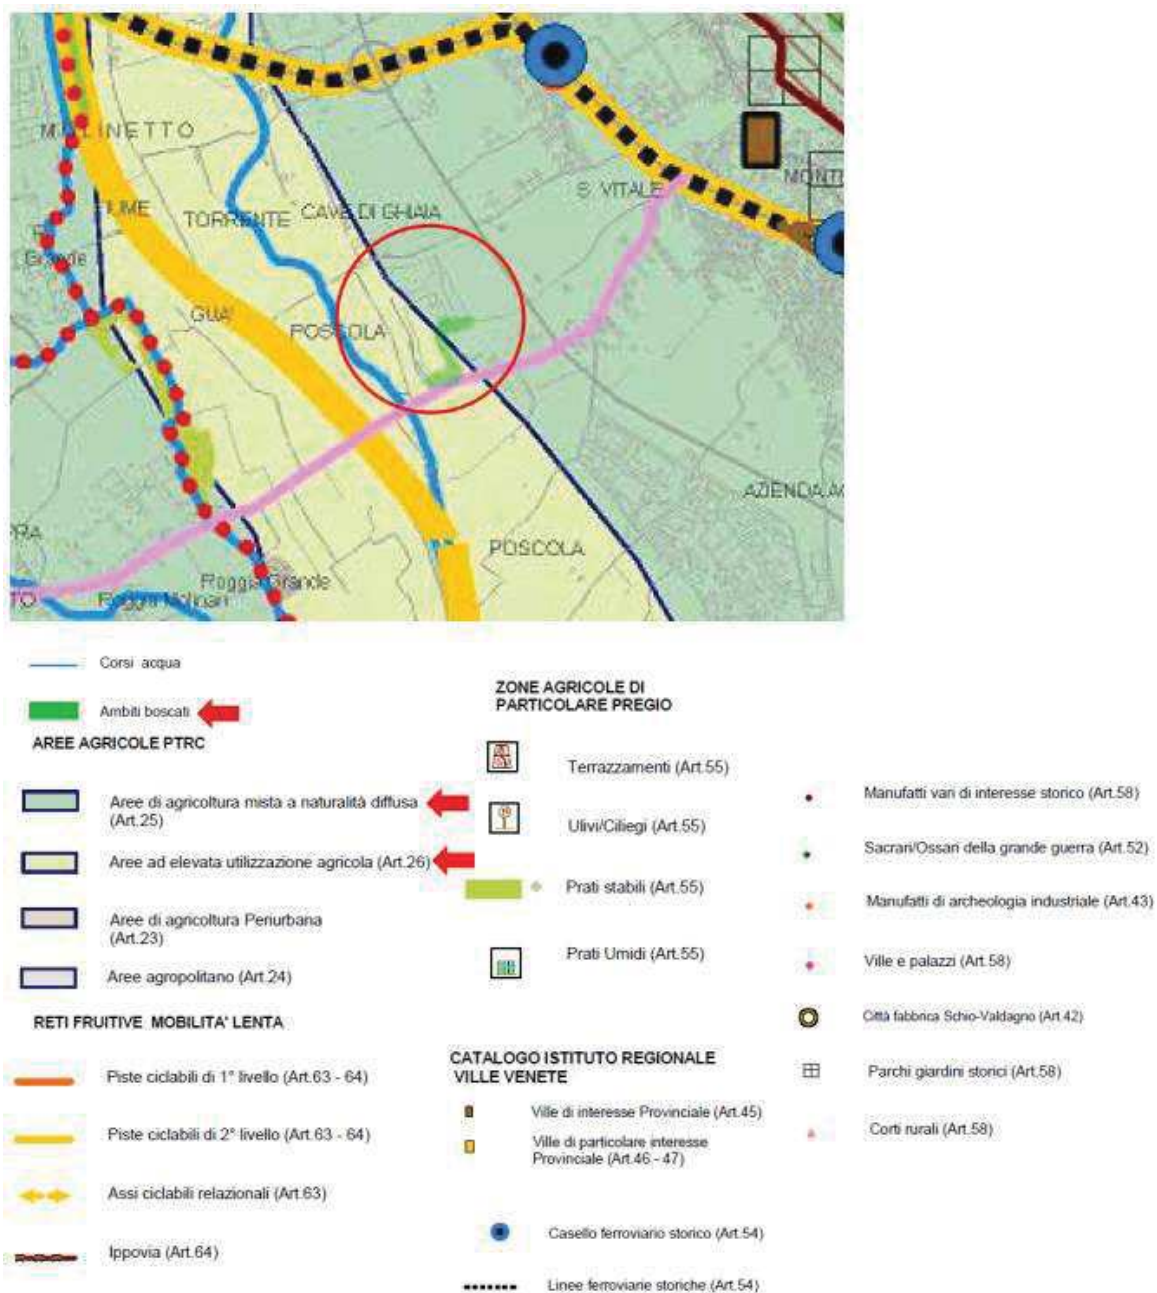 MOLINETTO
FIUME
TORRENTE
CAVE DI GHIAIA
S. VITALE
Grande
GUA'
POSCOLA
AZIENDA
POSCOLA
Roggia Grande
Roggia Molinari
TO
Corsi acqua
Ambiti boscati
AREE AGRICOLE PTRC
Aree di agricoltura mista a naturalità diffusa
(Art.25)
Aree ad elevata utilizzazione agricola (Art.26)
Aree di agricoltura Periurbana
(Art.23)
Aree agropolitano (Art.24)
RETI FRUITIVE MOBILITA' LENTA
Piste ciclabili di 1° livello (Art.63 - 64)
Piste ciclabili di 2° livello (Art.63 - 64)
Assi ciclabili relazionali (Art.63)
Ippovia (Art.64)
ZONE AGRICOLE DI
PARTICOLARE PREGIO
Terrazzamenti (Art.55)
Ulivi/Ciliegi (Art.55)
Prati stabili (Art.55)
Prati Umidi (Art.55)
CATALOGO ISTITUTO REGIONALE
VILLE VENETE
Ville di interesse Provinciale (Art.45)
Ville di particolare interesse
Provinciale (Art.46 - 47)
Casello ferroviario storico (Art.54)
Linee ferroviarie storiche (Art.54)
Manufatti vari di interesse storico (Art.58)
Sacrari/Ossari della grande guerra (Art.52)
Manufatti di archeologia industriale (Art.43)
Ville e palazzi (Art.58)
Città fabbrica Schio-Valdagno (Art.42)
Parchi giardini storici (Art.58)
Corti rurali (Art.58)